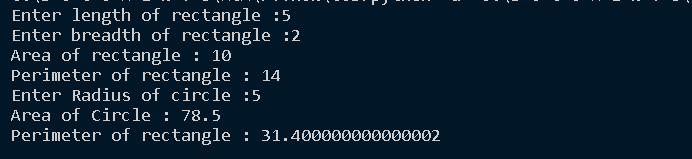 Enter length of rectangle :5
Enter breadth of rectangle :2
Area of rectangle : 10
Perimeter of rectangle : 14
Enter Radius of circle :5
Area of Circle : 78.5
Perimeter of rectangle : 31.400000000000002